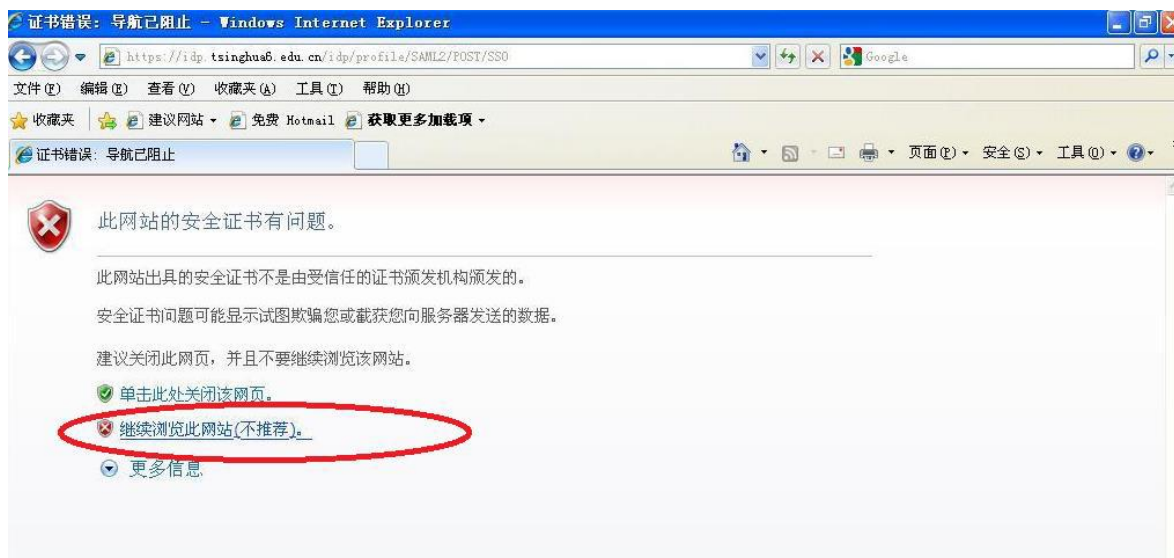 证书错误: 导航已阻止 - Windows Internet Explorer
https://idp.tsinghua6.edu.cn/idp/profile/SAML2/POST/SSO
Google
文件(F) 编辑(E) 查看(V) 收藏夹(A) 工具(T) 帮助(H)
收藏夹 建议网站 免费 Hotmail 获取更多加载项
证书错误: 导航已阻止
页面(P) 安全(S) 工具(O)
此网站的安全证书有问题。
此网站出具的安全证书不是由受信任的证书颁发机构颁发的。
安全证书问题可能显示试图欺骗您或截获您向服务器发送的数据。
建议关闭此网页，并且不要继续浏览该网站。
单击此处关闭该网页。
继续浏览此网站(不推荐)。
更多信息